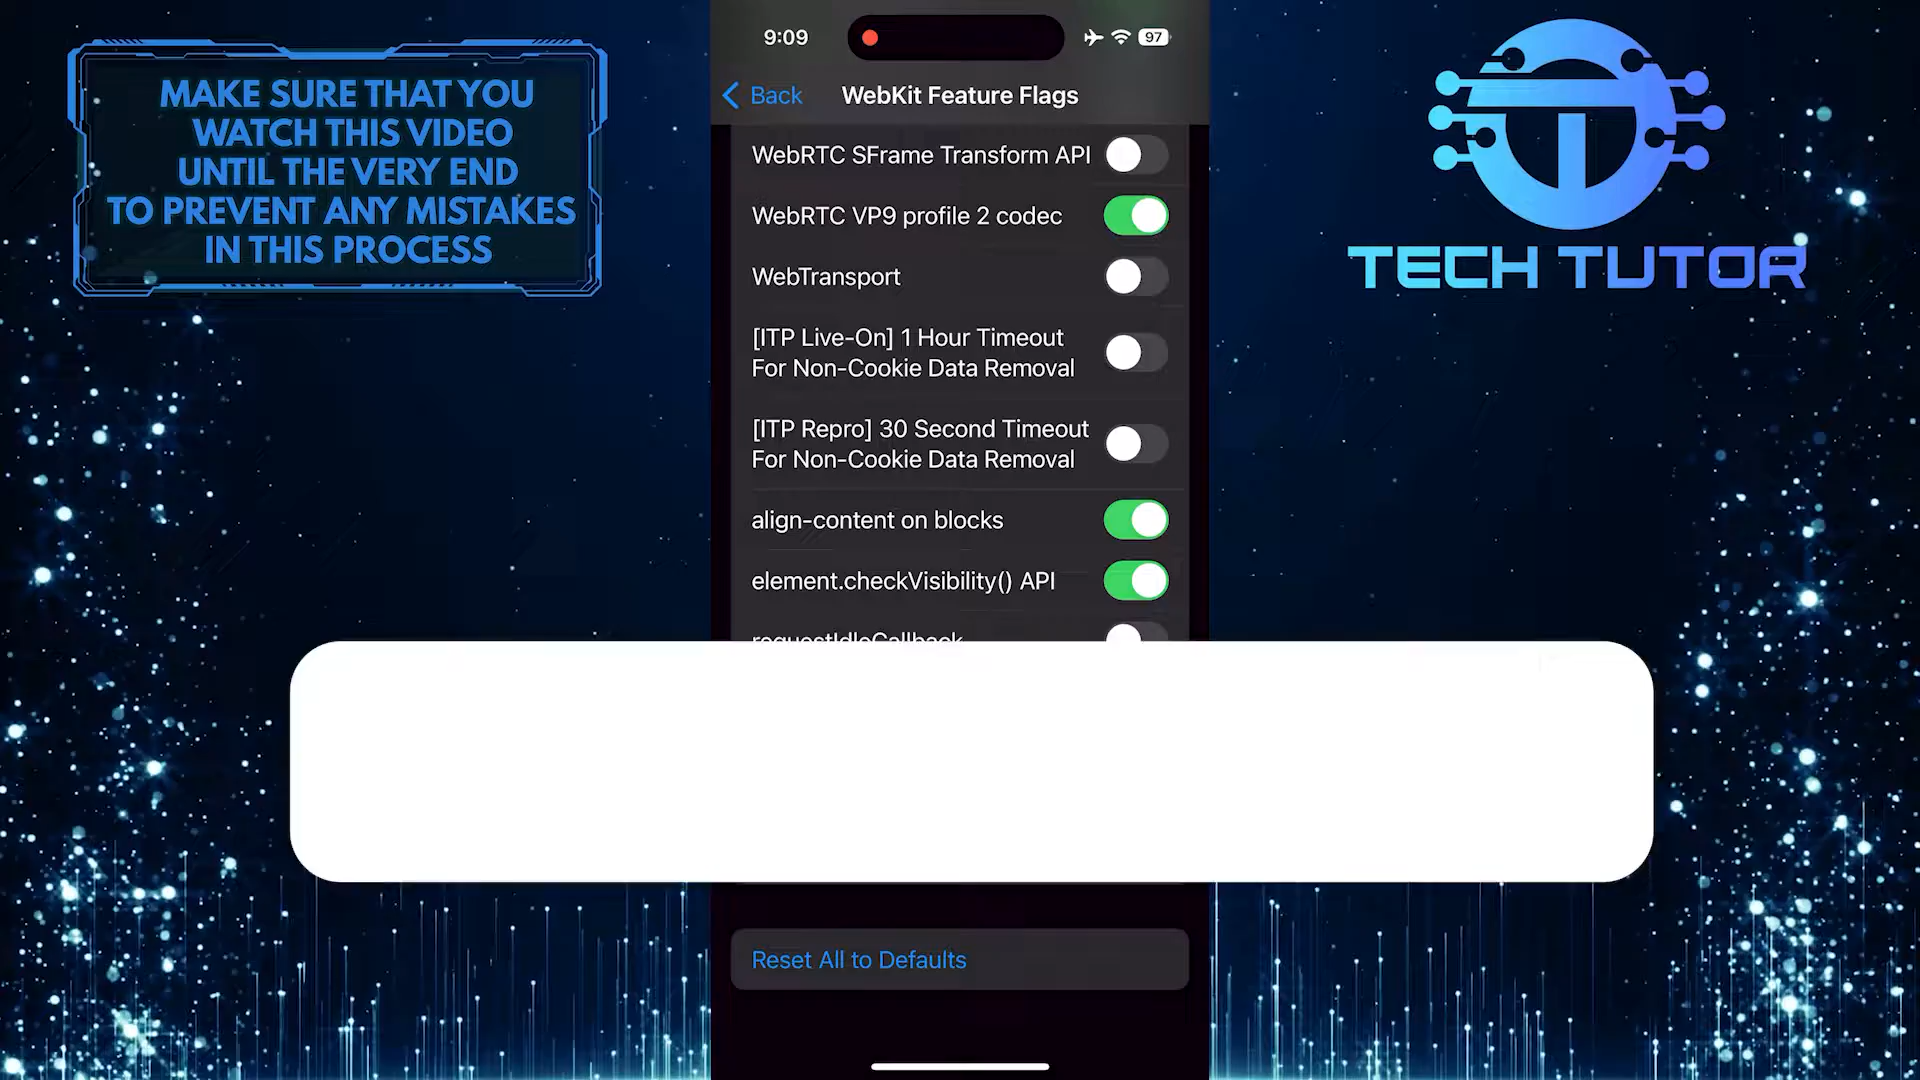 MAKE SURE THAT YOU
WATCH THIS VIDEO
UNTIL THE VERY END
TO PREVENT ANY MISTAKES
IN THIS PROCESS
9:09
97
Back
WebKit Feature Flags
WebRTC SFrame Transform API
WebRTC VP9 profile 2 codec
WebTransport
[ITP Live-On] 1 Hour Timeout
For Non-Cookie Data Removal
[ITP Repro] 30 Second Timeout
For Non-Cookie Data Removal
align-content on blocks
element.checkVisibility() API
requestIdleCallback
Reset All to Defaults
TECH TUTOR